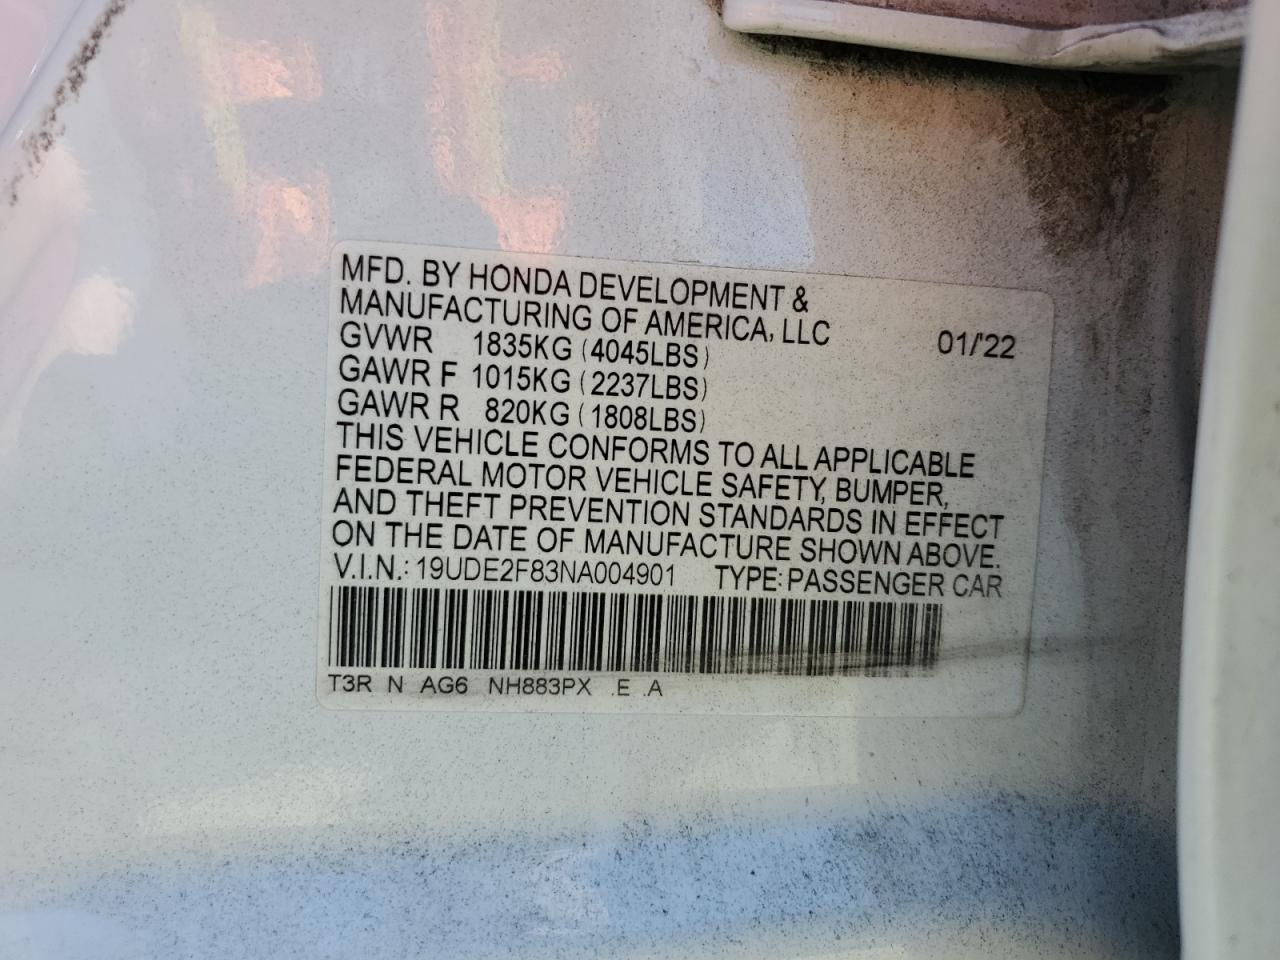 MFD. BY HONDA DEVELOPMENT &
MANUFACTURING OF AMERICA, LLC 01/'22
GVWR 1835KG (4045LBS)
GAWR F 1015KG (2237LBS)
GAWR R 820KG (1808LBS)
THIS VEHICLE CONFORMS TO ALL APPLICABLE
FEDERAL MOTOR VEHICLE SAFETY, BUMPER,
AND THEFT PREVENTION STANDARDS IN EFFECT
ON THE DATE OF MANUFACTURE SHOWN ABOVE.
V.I.N.: 19UDE2F83NA004901 TYPE: PASSENGER CAR
T3R N AG6 NH883PX .E .A